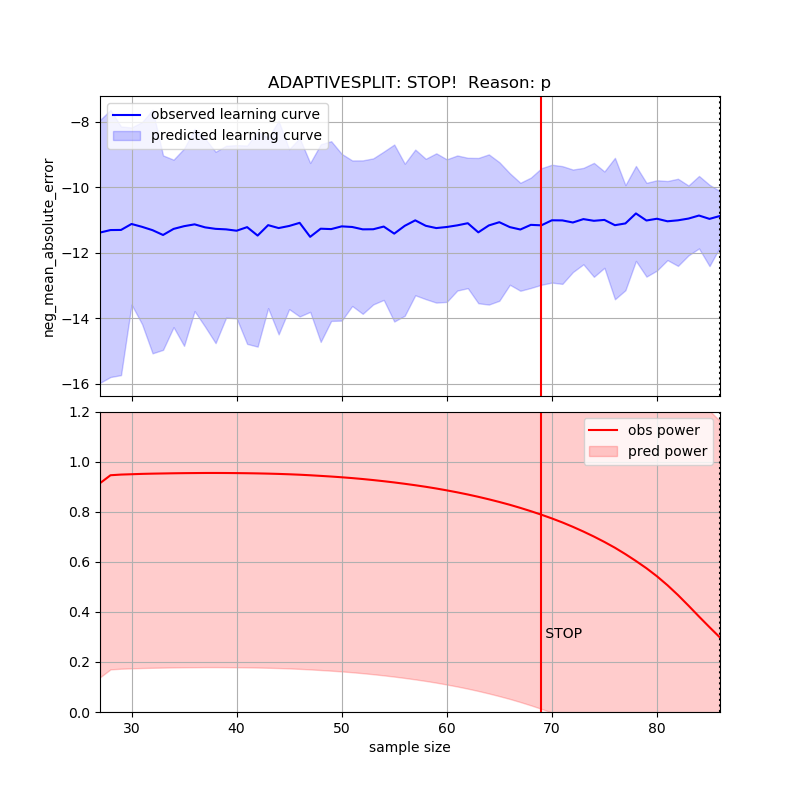 ADAPTIVESPLIT: STOP!  Reason: p
observed learning curve
predicted learning curve
−8
−10
−12
−14
−16
neg_mean_absolute_error
obs power
pred power
STOP
1.2
1.0
0.8
0.6
0.4
0.2
0.0
30 40 50 60 70 80
sample size